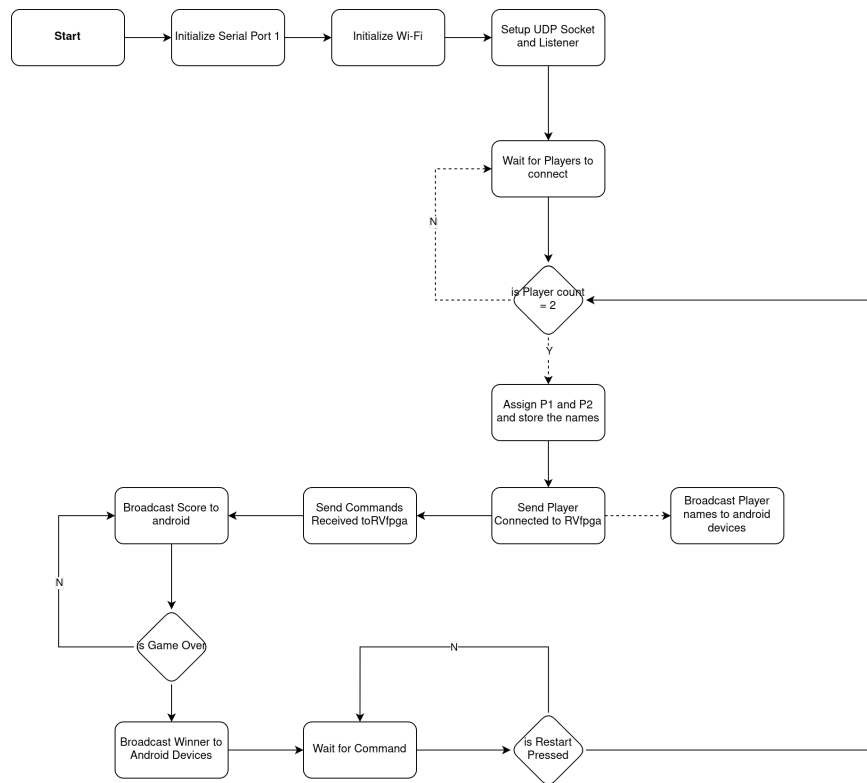 Start
Initialize Serial Port 1
Initialize Wi-Fi
Setup UDP Socket
and Listener
Wait for Players to
connect
N
is Player count
= 2
Y
Assign P1 and P2
and store the names
Broadcast Score to
android
Send Commands
Received toRVfpga
Send Player
Connected to RVfpga
Broadcast Player
names to android
devices
N
is Game Over
N
Broadcast Winner to
Android Devices
Wait for Command
is Restart
Pressed